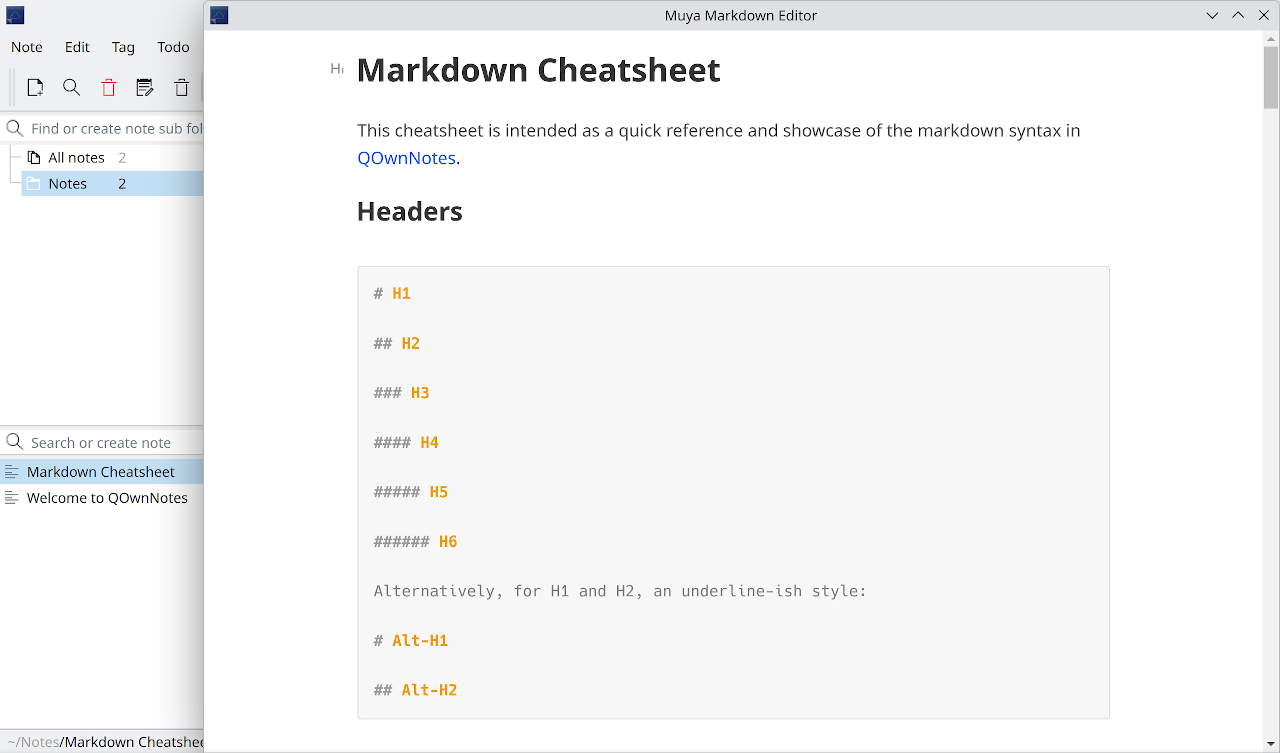 Muya Markdown Editor
Note Edit Tag Todo
Find or create note sub fol
All notes 2
Notes 2
Search or create note
Markdown Cheatsheet
Welcome to QOwnNotes
~/Notes/Markdown Cheatshee
H1 Markdown Cheatsheet
This cheatsheet is intended as a quick reference and showcase of the markdown syntax in
QOwnNotes.
Headers
# H1
## H2
### H3
#### H4
##### H5
###### H6
Alternatively, for H1 and H2, an underline-ish style:
# Alt-H1
## Alt-H2